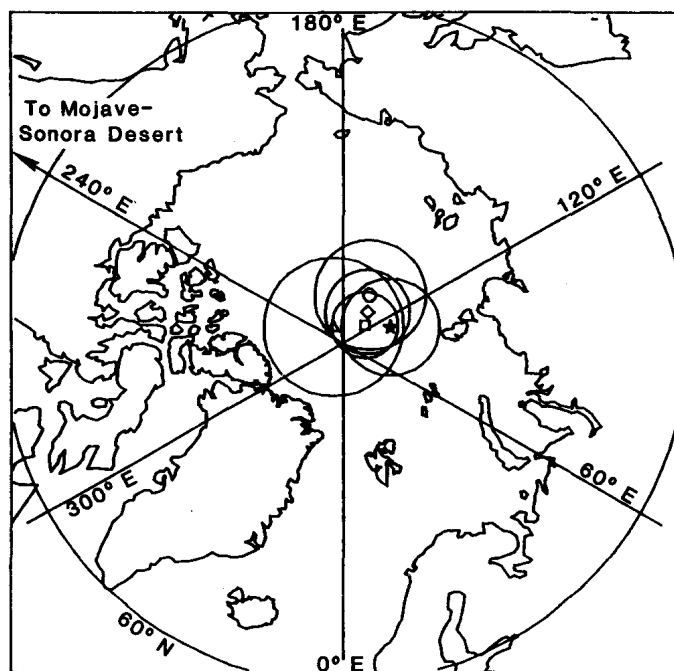 180° E
To Mojave-
Sonora Desert
240° E
120° E
300° E
60° E
60° N
0° E